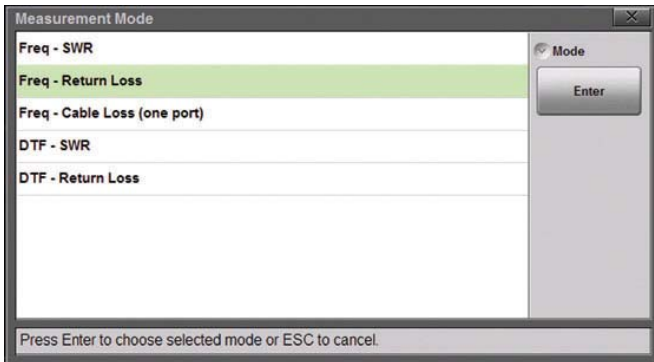 Measurement Mode
Freq - SWR
Mode
Freq - Return Loss
Enter
Freq - Cable Loss (one port)
DTF - SWR
DTF - Return Loss
Press Enter to choose selected mode or ESC to cancel.